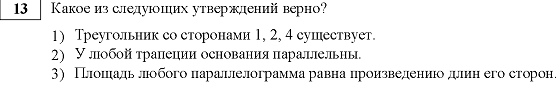 13 Какое из следующих утверждений верно?
1) Треугольник со сторонами 1, 2, 4 существует.
2) У любой трапеции основания параллельны.
3) Площадь любого параллелограмма равна произведению длин его сторон.